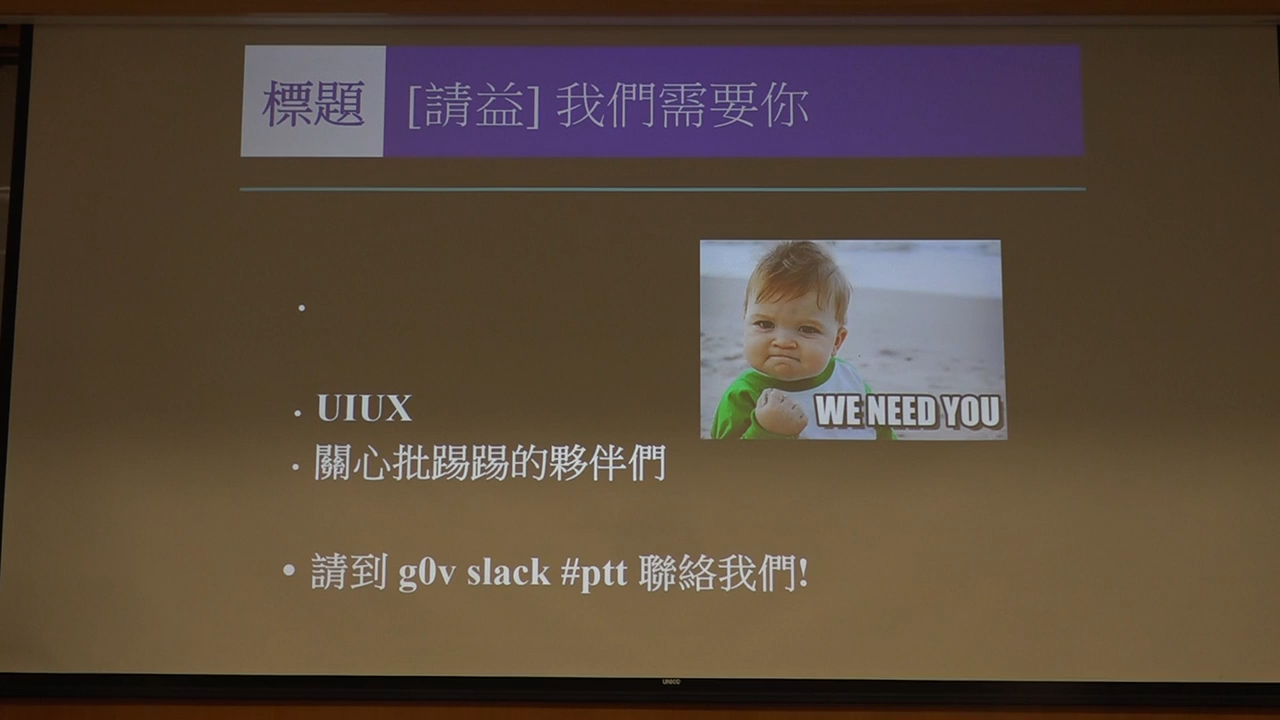 標題 [請益] 我們需要你
WE NEED YOU
• UIUX
• 關心批踢踢的夥伴們
• 請到 g0v slack #ptt 聯絡我們!